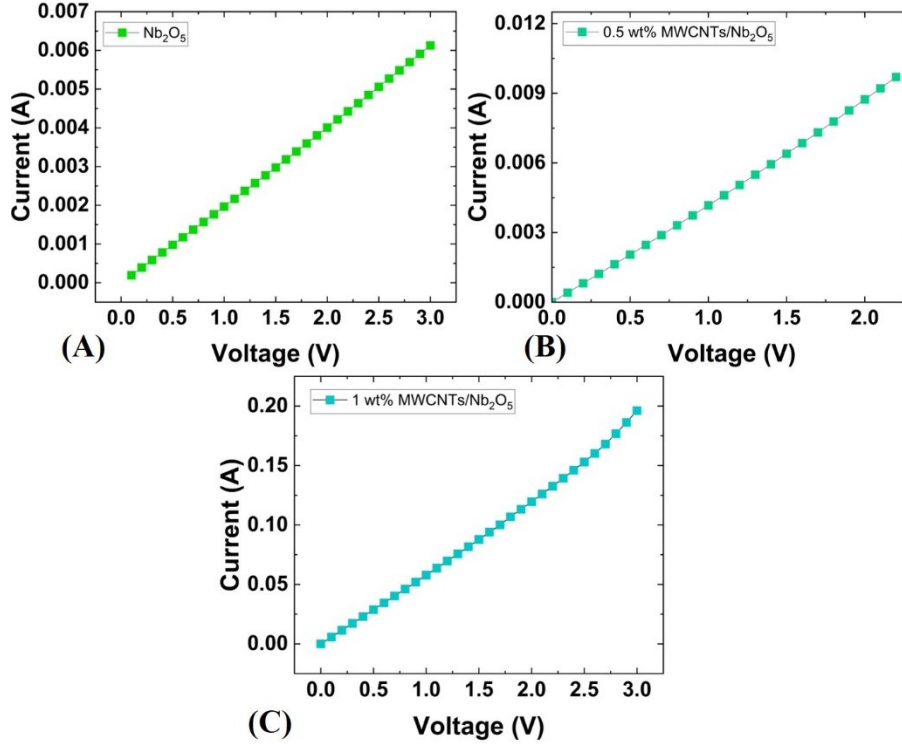 Nb₂O₅
Current (A)
0.006
0.005
0.004
0.003
0.002
0.001
0.000
0.0 0.5 1.0 1.5 2.0 2.5 3.0
Voltage (V)
(A)
0.5 wt% MWCNTs/Nb₂O₅
Current (A)
0.012
0.009
0.006
0.003
0.000
0.0 0.5 1.0 1.5 2.0
Voltage (V)
(B)
1 wt% MWCNTs/Nb₂O₅
Current (A)
0.20
0.15
0.10
0.05
0.00
0.0 0.5 1.0 1.5 2.0 2.5 3.0
Voltage (V)
(C)